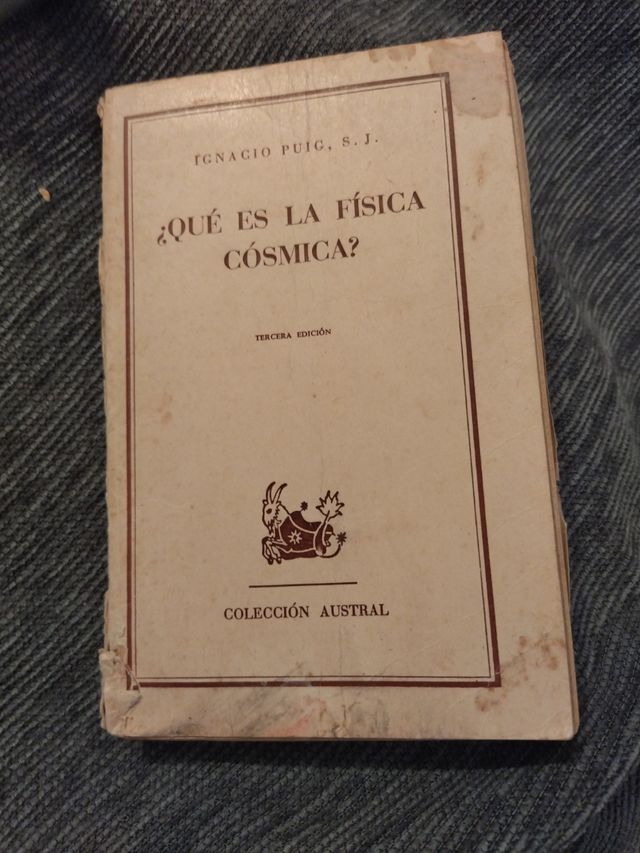 IGNACIO PUIG, S. J.
¿QUÉ ES LA FÍSICA
CÓSMICA?
TERCERA EDICIÓN
COLECCIÓN AUSTRAL